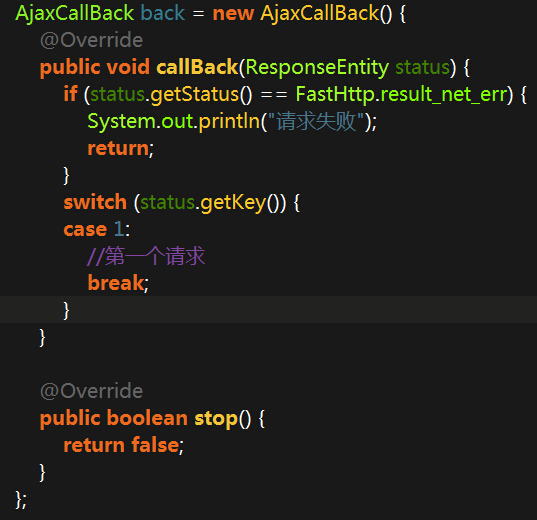 AjaxCallBack back = new AjaxCallBack() {
@Override
public void callBack(ResponseEntity status) {
if (status.getStatus() == FastHttp.result_net_err) {
System.out.println("请求失败");
return;
}
switch (status.getKey()) {
case 1:
//第一个请求
break;
}
}
@Override
public boolean stop() {
return false;
}
};